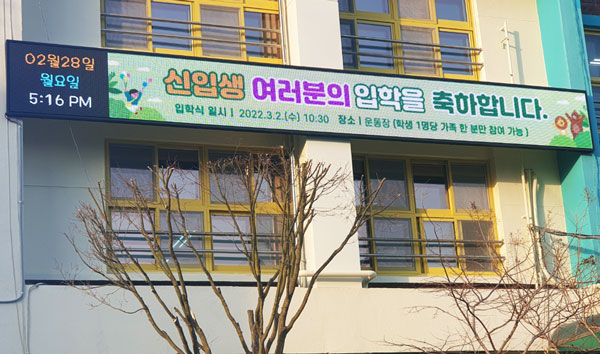 02월28일
월요일
5:16 PM
신입생 여러분의 입학을 축하합니다.
입학식 일시 | 2022.3.2.(수) 10:30 장소 | 운동장 (학생 1명당 가족 한 분만 참여 가능)